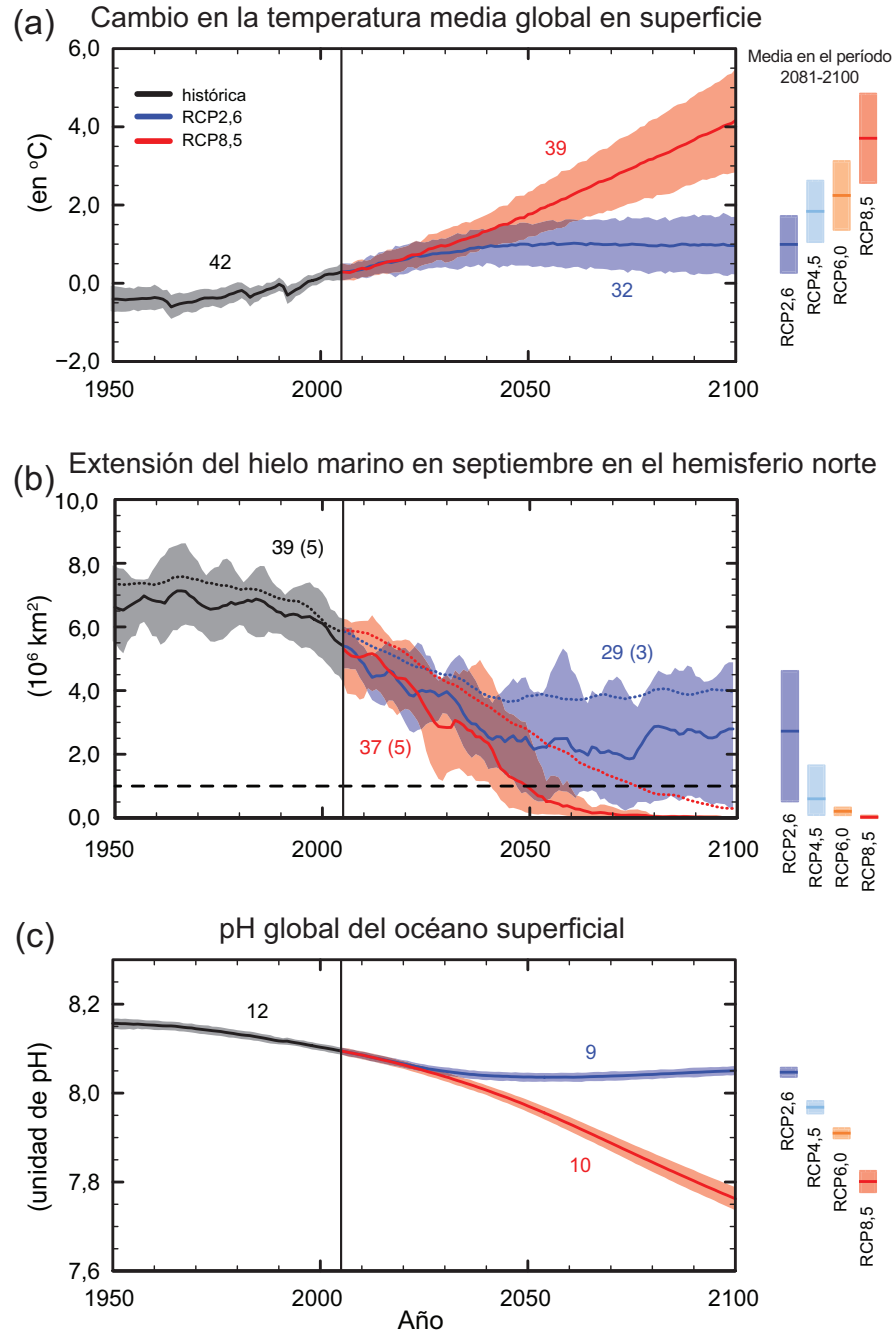 (a) Cambio en la temperatura media global en superficie
6,0
4,0
2,0
0,0
−2,0
(en °C)
histórica
RCP2,6
RCP8,5
42
39
32
1950
2000
2050
2100
Media en el período
2081-2100
RCP2,6
RCP4,5
RCP6,0
RCP8,5
(b) Extensión del hielo marino en septiembre en el hemisferio norte
10,0
8,0
6,0
4,0
2,0
0,0
(10⁶ km²)
39 (5)
29 (3)
37 (5)
1950
2000
2050
2100
RCP2,6
RCP4,5
RCP6,0
RCP8,5
(c) pH global del océano superficial
8,2
8,0
7,8
7,6
(unidad de pH)
12
9
10
1950
2000
2050
2100
Año
RCP2,6
RCP4,5
RCP6,0
RCP8,5